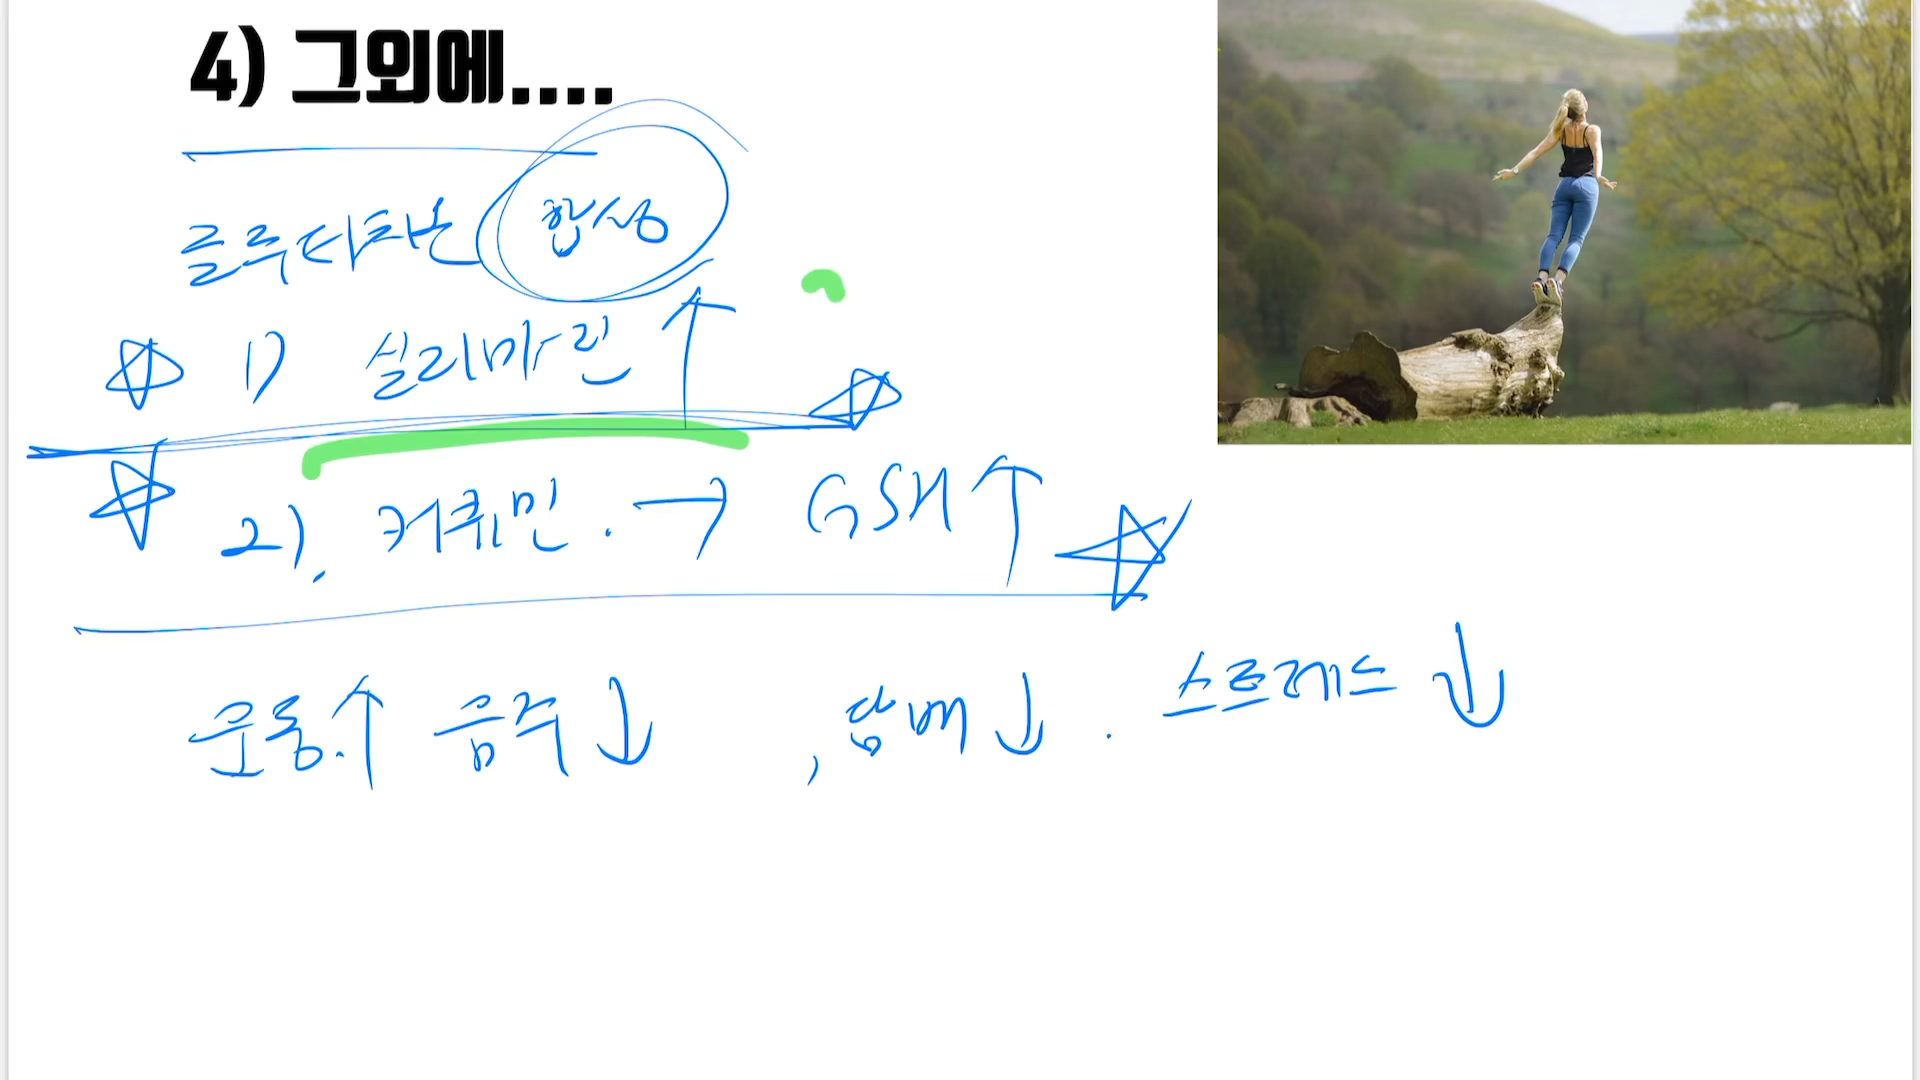 4) 그외에....
글루타치온 합성
1) 실리마린 ↑
2). 커큐민. → GSH ↑
운동.↑ 음주↓ , 담배↓ . 스트레스↓